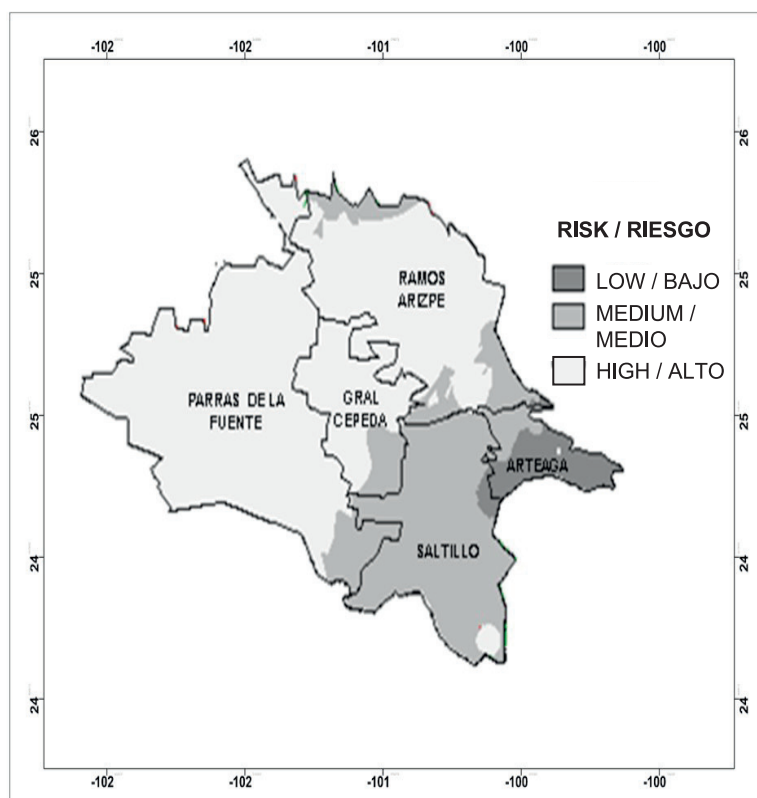 -102 -102 -101 -100 -100
26
25
25
24
24
26
25
25
24
24
RISK / RIESGO
LOW / BAJO
MEDIUM /
MEDIO
HIGH / ALTO
RAMOS
ARIZPE
PARRAS DE LA
FUENTE
GRAL
CEPEDA
ARTEAGA
SALTILLO
-102 -102 -101 -100 -100